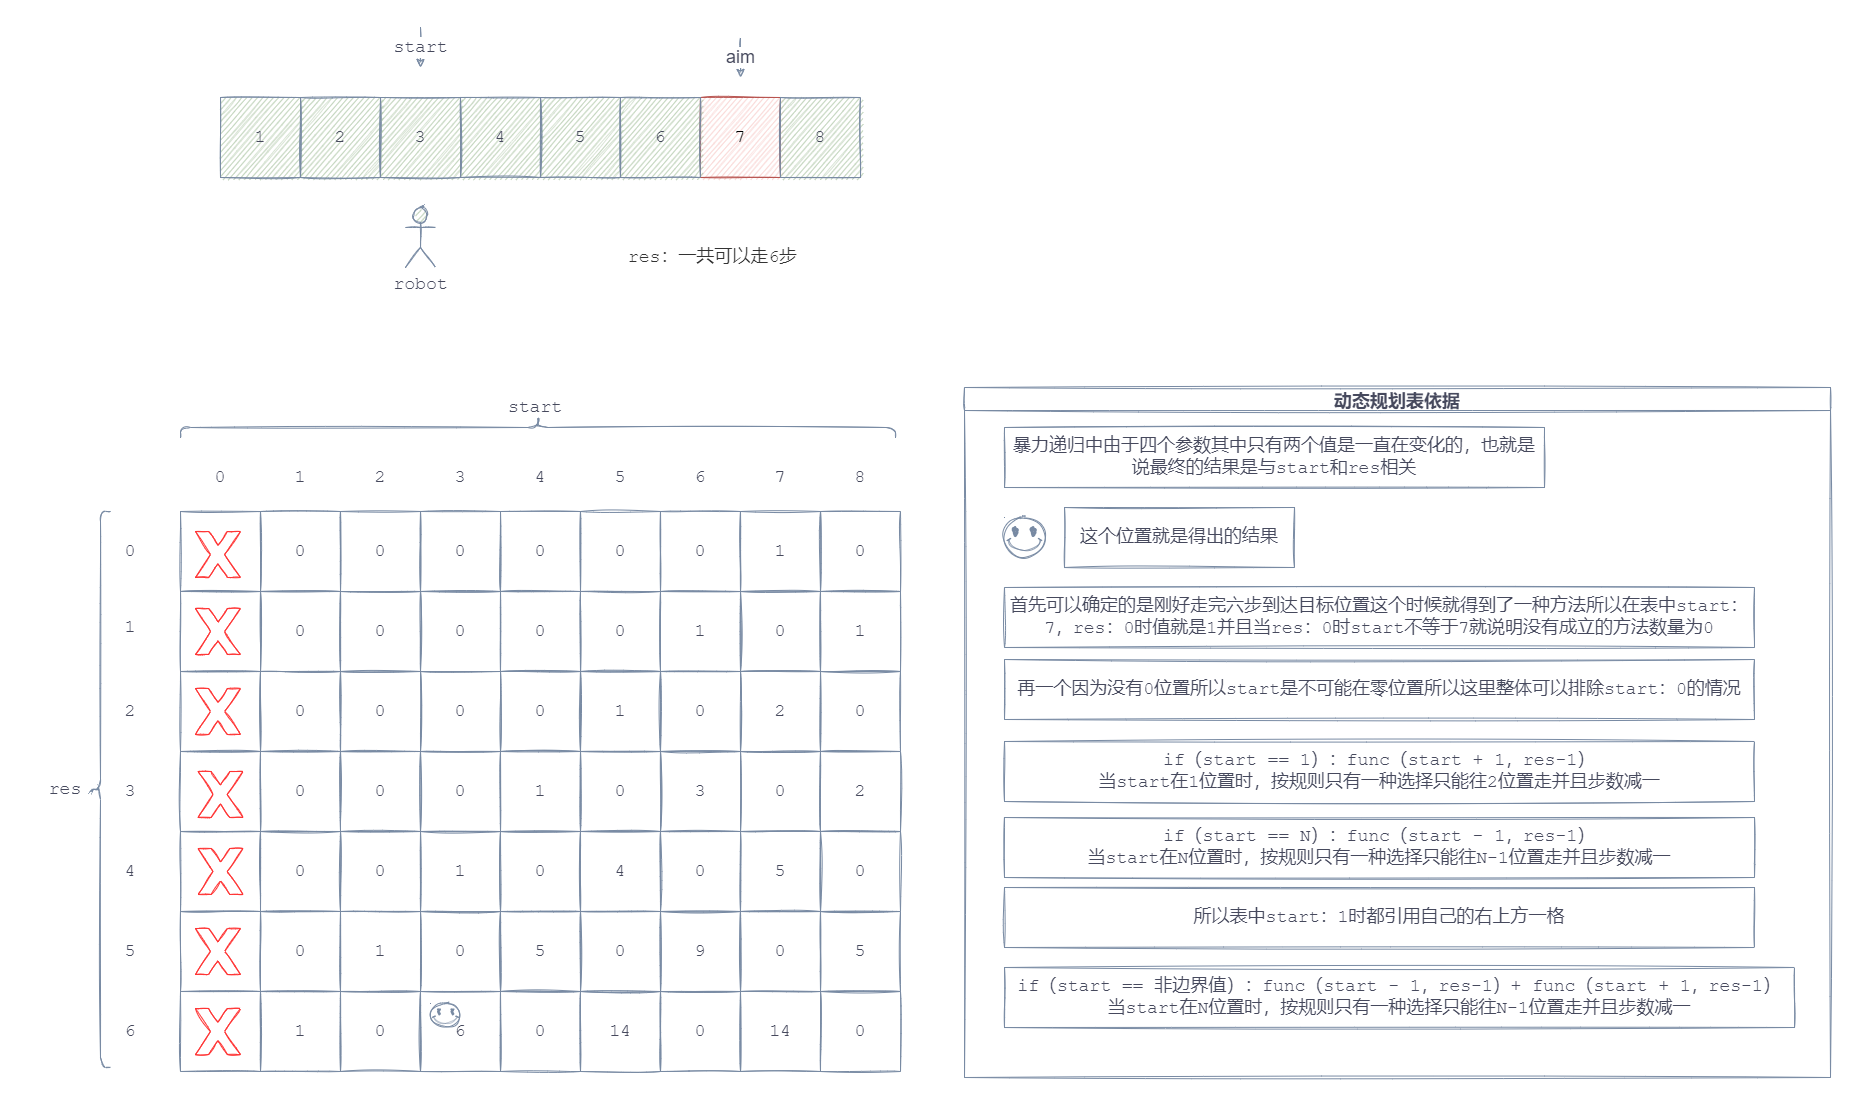 start
aim
1 2 3 4 5 6 7 8
res: 一共可以走6步
robot
start
0 1 2 3 4 5 6 7 8
0 X 0 0 0 0 0 0 1 0
1 X 0 0 0 0 0 1 0 1
2 X 0 0 0 0 1 0 2 0
res
3 X 0 0 0 1 0 3 0 2
4 X 0 0 1 0 4 0 5 0
5 X 0 1 0 5 0 9 0 5
6 X 1 0 6 0 14 0 14 0
动态规划表依据
暴力递归中由于四个参数其中只有两个值是一直在变化的，也就是
说最终的结果是与start和res相关
这个位置就是得出的结果
首先可以确定的是刚好走完六步到达目标位置这个时候就得到了一种方法所以在表中start：
7，res：0时值就是1并且当res：0时start不等于7就说明没有成立的方法数量为0
再一个因为没有0位置所以start是不可能在零位置所以这里整体可以排除start：0的情况
if (start == 1) : func (start + 1, res-1)
当start在1位置时，按规则只有一种选择只能往2位置走并且步数减一
if (start == N) : func (start - 1, res-1)
当start在N位置时，按规则只有一种选择只能往N-1位置走并且步数减一
所以表中start：1时都引用自己的右上方一格
if (start == 非边界值) : func (start - 1, res-1) + func (start + 1, res-1)
当start在N位置时，按规则只有一种选择只能往N-1位置走并且步数减一